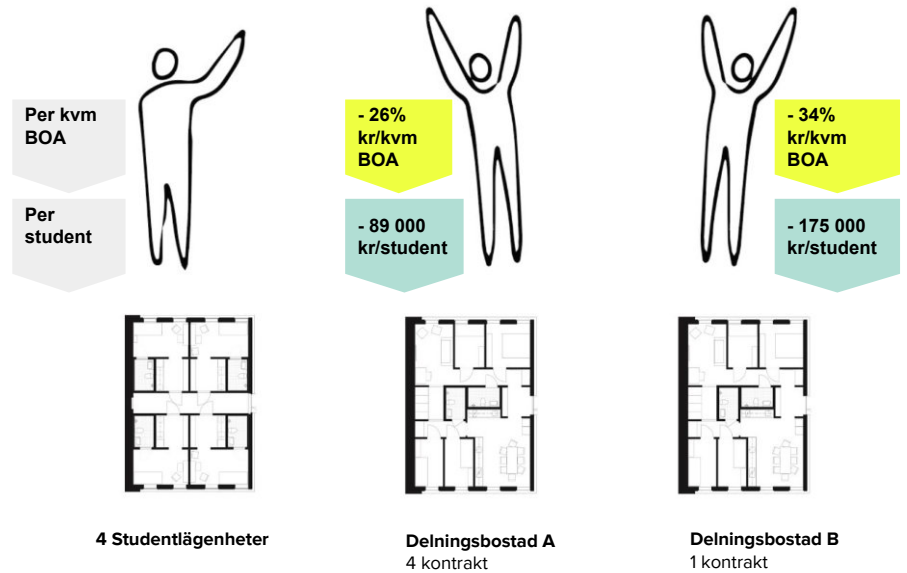 Per kvm
BOA
Per
student
- 26%
kr/kvm
BOA
- 89 000
kr/student
- 34%
kr/kvm
BOA
- 175 000
kr/student
4 Studentlägenheter
Delningsbostad A
4 kontrakt
Delningsbostad B
1 kontrakt